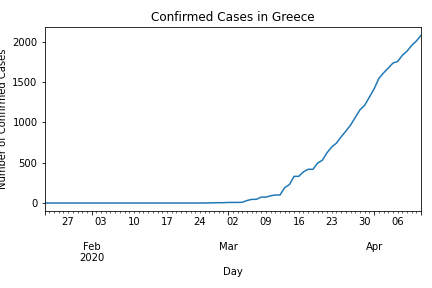 Confirmed Cases in Greece
Number of Confirmed Cases
2000
1500
1000
500
0
27 03 10 17 24 02 09 16 23 30 06
Feb Mar Apr
2020
Day